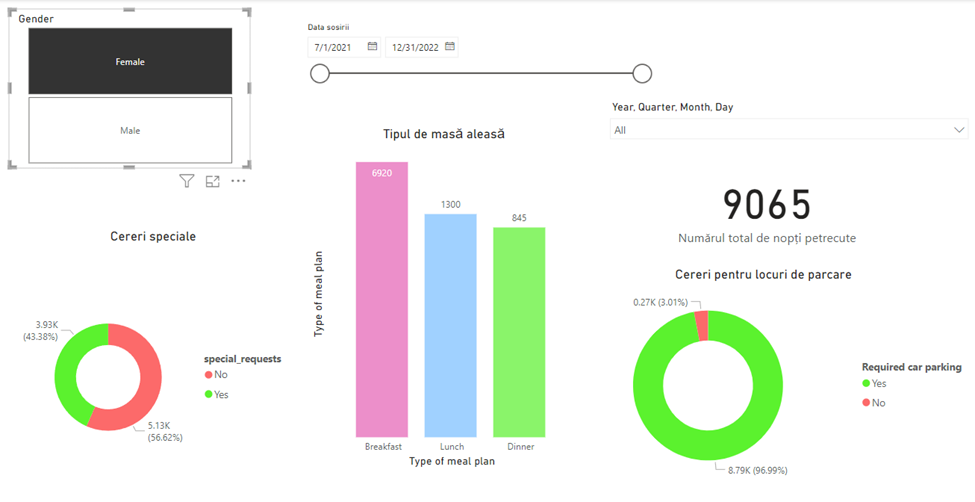 Gender
Female
Male
Data sosirii
7/1/2021
12/31/2022
Year, Quarter, Month, Day
All
Cereri speciale
3.93K
(43.38%)
5.13K
(56.62%)
special_requests
No
Yes
Tipul de masă aleasă
Type of meal plan
6920
1300
845
Breakfast
Lunch
Dinner
Type of meal plan
9065
Numărul total de nopți petrecute
Cereri pentru locuri de parcare
0.27K (3.01%)
8.79K (96.99%)
Required car parking
Yes
No